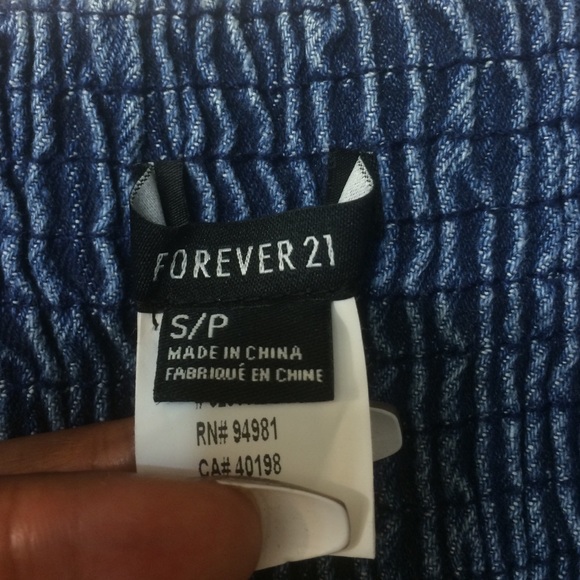 FOREVER 21
S/P
MADE IN CHINA
FABRIQUÉ EN CHINE
RN# 94981
CA# 40198